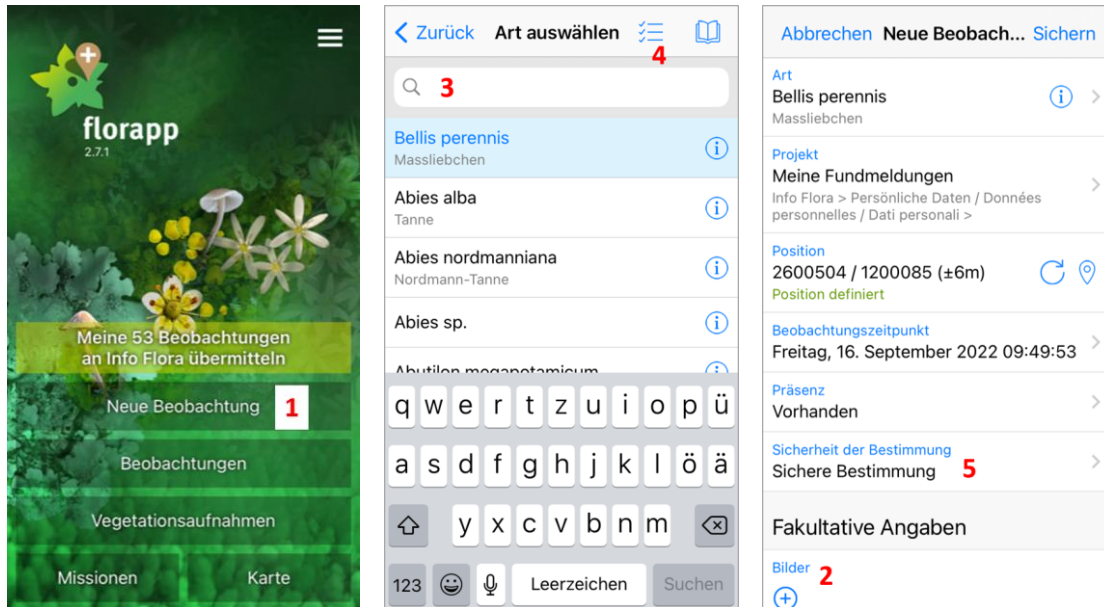 florapp
2.7.1
Meine 53 Beobachtungen
an Info Flora übermitteln
Neue Beobachtung 1
Beobachtungen
Vegetationsaufnahmen
Missionen Karte
Zurück Art auswählen
4
3
Bellis perennis
Massliebchen
Abies alba
Tanne
Abies nordmanniana
Nordmann-Tanne
Abies sp.
Abutilon megapotamicum
q w e r t z u i o p ü
a s d f g h j k l ö ä
y x c v b n m
123 Leerzeichen Suchen
Abbrechen Neue Beobach... Sichern
Art
Bellis perennis
Massliebchen
Projekt
Meine Fundmeldungen
Info Flora > Persönliche Daten / Données
personnelles / Dati personali >
Position
2600504 / 1200085 (±6m)
Position definiert
Beobachtungszeitpunkt
Freitag, 16. September 2022 09:49:53
Präsenz
Vorhanden
Sicherheit der Bestimmung
Sichere Bestimmung 5
Fakultative Angaben
Bilder 2